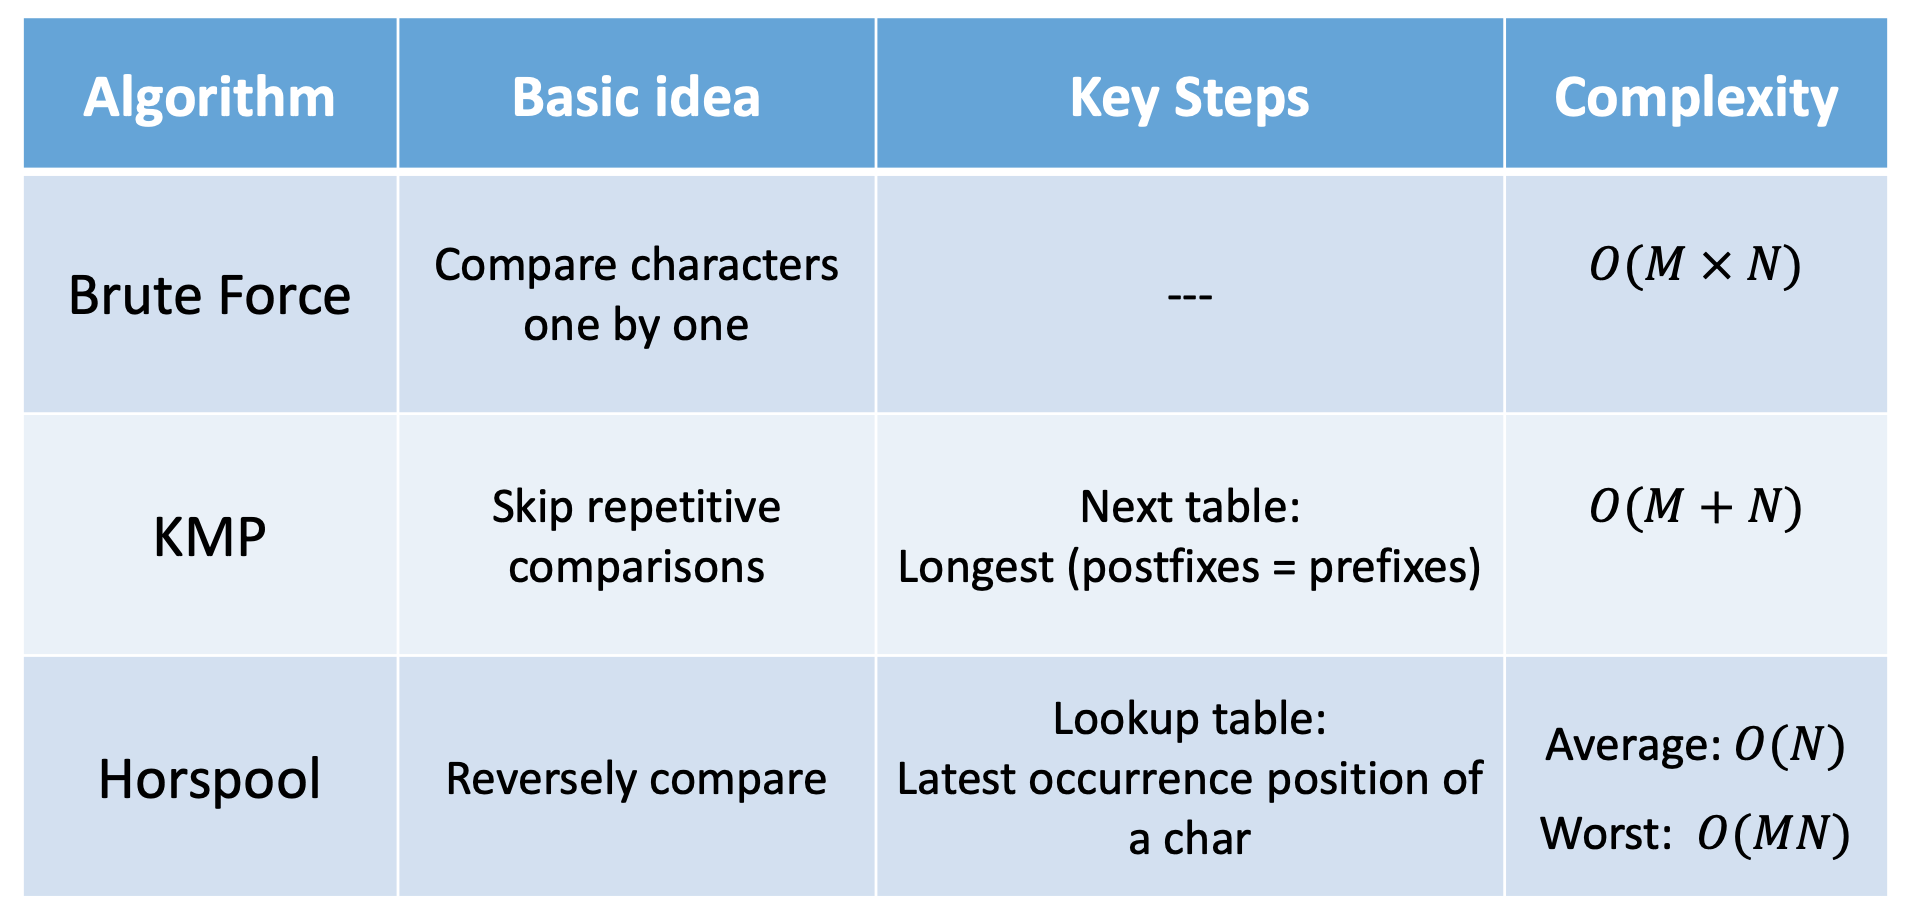 Algorithm Basic idea Key Steps Complexity
Brute Force
Compare characters
one by one
---
O(M × N)
KMP
Skip repetitive
comparisons
Next table:
Longest (postfixes = prefixes)
O(M + N)
Horspool
Reversely compare
Lookup table:
Latest occurrence position of
a char
Average: O(N)
Worst: O(MN)